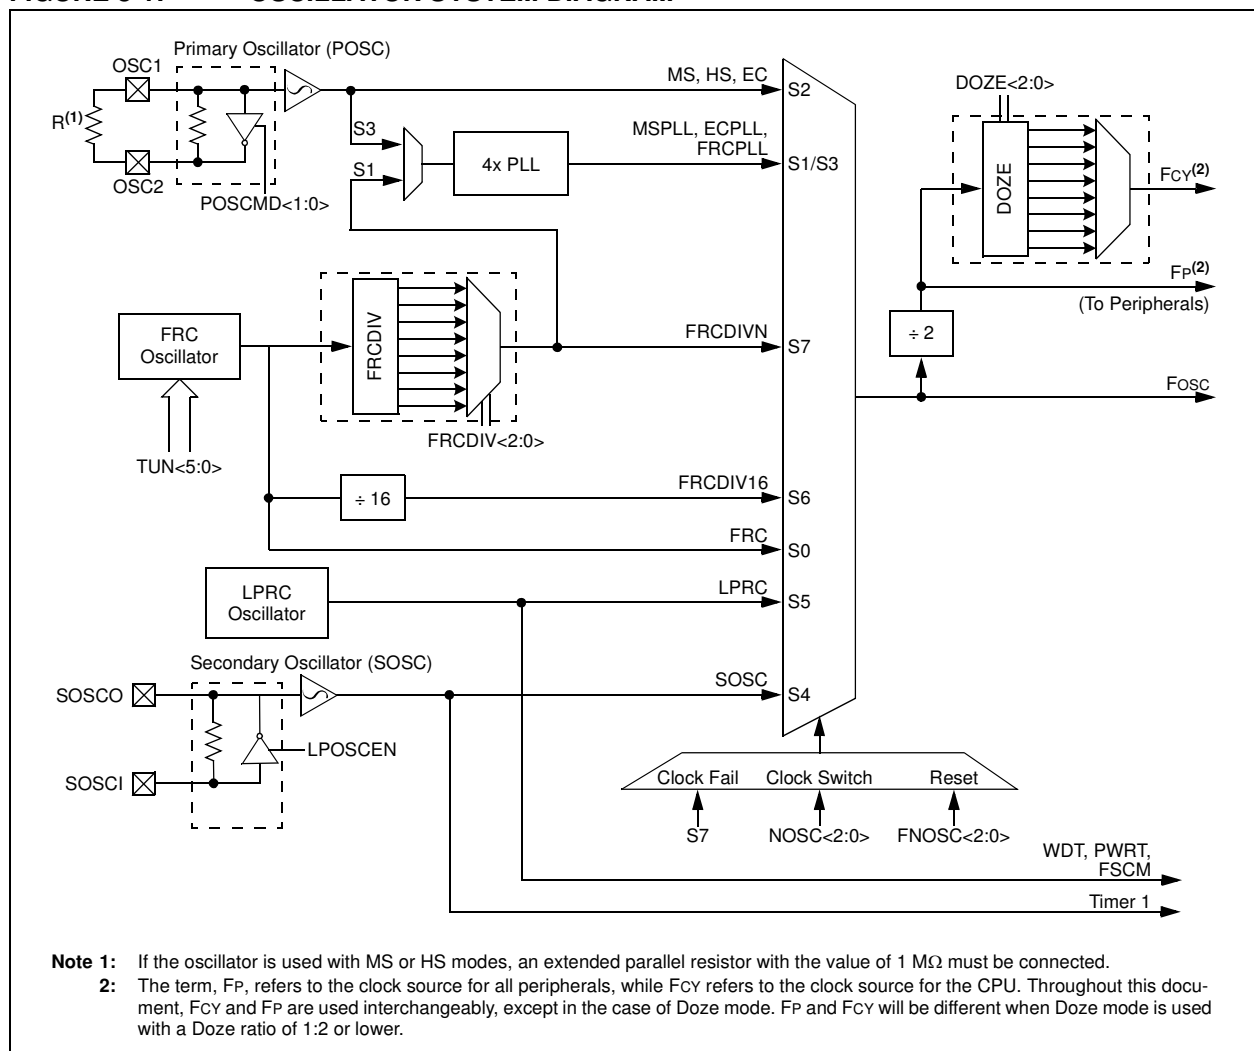 Primary Oscillator (POSC)
OSC1
R(1)
OSC2
POSCMD<1:0>
S3
S1
4x PLL
MS, HS, EC
S2
MSPLL, ECPLL,
FRCPLL
S1/S3
DOZE<2:0>
DOZE
FCY(2)
FP(2)
(To Peripherals)
÷ 2
FOSC
FRC
Oscillator
TUN<5:0>
FRCDIV
FRCDIV<2:0>
FRCDIVN
S7
÷ 16
FRCDIV16
S6
FRC
S0
LPRC
Oscillator
LPRC
S5
Secondary Oscillator (SOSC)
SOSCO
SOSCI
LPOSCEN
SOSC
S4
Clock Fail
Clock Switch
Reset
S7
NOSC<2:0>
FNOSC<2:0>
WDT, PWRT,
FSCM
Timer 1
Note 1: If the oscillator is used with MS or HS modes, an extended parallel resistor with the value of 1 MΩ must be connected.
2: The term, FP, refers to the clock source for all peripherals, while FCY refers to the clock source for the CPU. Throughout this docu-
ment, FCY and FP are used interchangeably, except in the case of Doze mode. FP and FCY will be different when Doze mode is used
with a Doze ratio of 1:2 or lower.